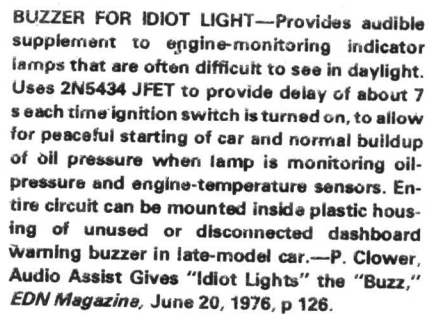 BUZZER FOR IDIOT LIGHT—Provides audible
supplement to engine-monitoring indicator
lamps that are often difficult to see in daylight.
Uses 2N5434 JFET to provide delay of about 7
s each time ignition switch is turned on, to allow
for peaceful starting of car and normal buildup
of oil pressure when lamp is monitoring oil-
pressure and engine-temperature sensors. En-
tire circuit can be mounted inside plastic hous-
ing of unused or disconnected dashboard
warning buzzer in late-model car.—P. Clower,
Audio Assist Gives "Idiot Lights" the "Buzz,"
EDN Magazine, June 20, 1976, p 126.